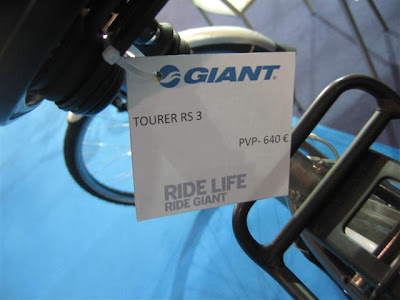 GIANT
TOURER RS 3
PVP- 640 €
RIDE LIFE
RIDE GIANT